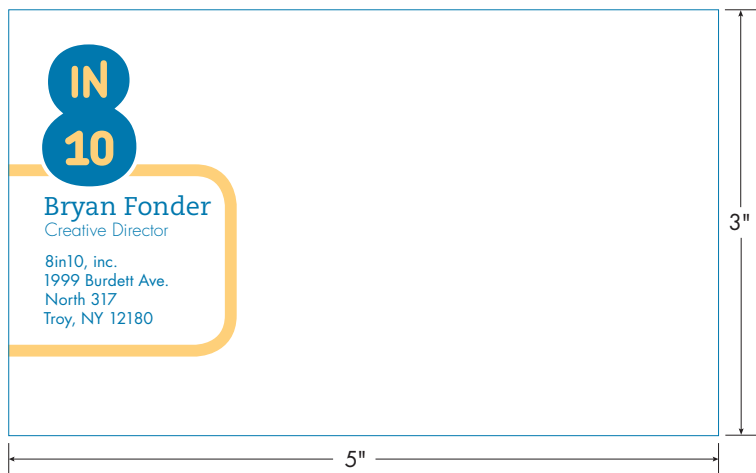 IN
10
Bryan Fonder
Creative Director
8in10, inc.
1999 Burdett Ave.
North 317
Troy, NY 12180
3"
5"